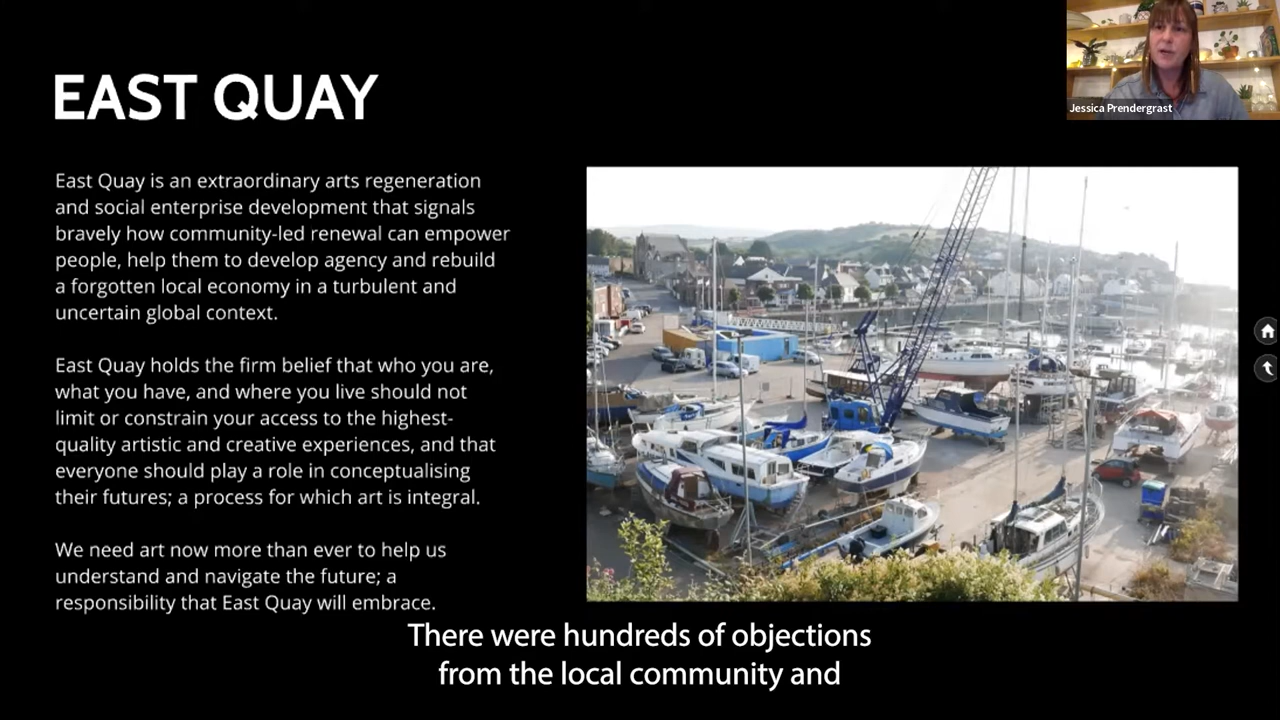 EAST QUAY
Jessica Prendergrast
East Quay is an extraordinary arts regeneration
and social enterprise development that signals
bravely how community-led renewal can empower
people, help them to develop agency and rebuild
a forgotten local economy in a turbulent and
uncertain global context.
East Quay holds the firm belief that who you are,
what you have, and where you live should not
limit or constrain your access to the highest-
quality artistic and creative experiences, and that
everyone should play a role in conceptualising
their futures; a process for which art is integral.
We need art now more than ever to help us
understand and navigate the future; a
responsibility that East Quay will embrace.
There were hundreds of objections
from the local community and